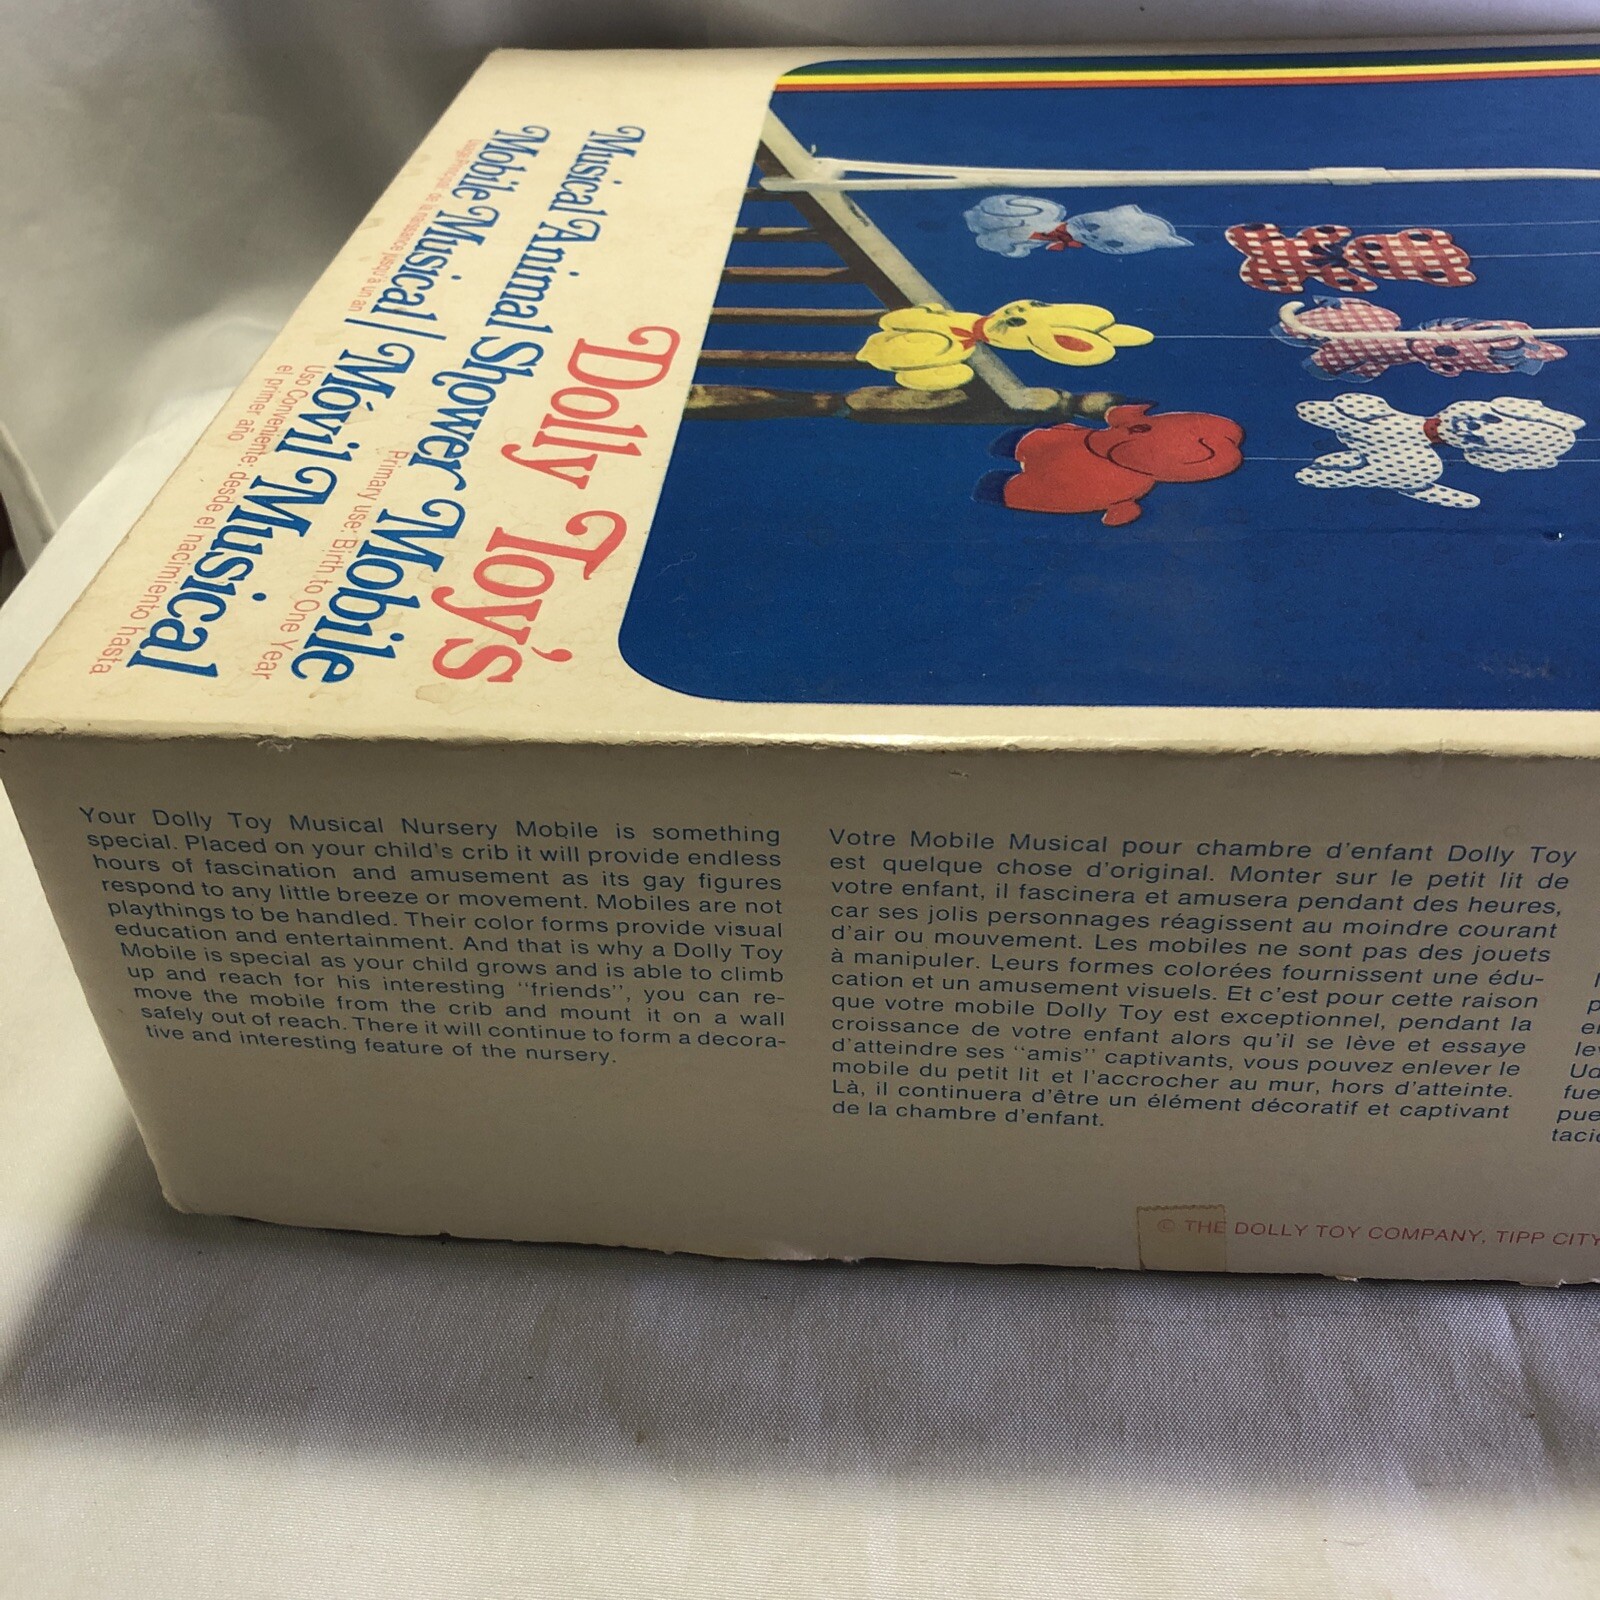 Dolly Toy's
Musical Animal Shower Mobile
Primary use: Birth to One Year
Mobile Musical / Móvil Musical
Usage Principal: de la naissance jusqu'à un an
Uso Conveniente: desde el nacimiento hasta
el primer año
Your Dolly Toy Musical Nursery Mobile is something
special. Placed on your child's crib it will provide endless
hours of fascination and amusement as its gay figures
respond to any little breeze or movement. Mobiles are not
playthings to be handled. Their color forms provide visual
education and entertainment. And that is why a Dolly Toy
Mobile is special as your child grows and is able to climb
up and reach for his interesting "friends", you can re-
move the mobile from the crib and mount it on a wall
safely out of reach. There it will continue to form a decora-
tive and interesting feature of the nursery.
Votre Mobile Musical pour chambre d'enfant Dolly Toy
est quelque chose d'original. Monter sur le petit lit de
votre enfant, il fascinera et amusera pendant des heures,
car ses jolis personnages réagissent au moindre courant
d'air ou mouvement. Les mobiles ne sont pas des jouets
à manipuler. Leurs formes colorées fournissent une édu-
cation et un amusement visuels. Et c'est pour cette raison
que votre mobile Dolly Toy est exceptionnel, pendant la
croissance de votre enfant alors qu'il se lève et essaye
d'atteindre ses "amis" captivants, vous pouvez enlever le
mobile du petit lit et l'accrocher au mur, hors d'atteinte.
Là, il continuera d'être un élément décoratif et captivant
de la chambre d'enfant.
Ud
fue
pue
© THE DOLLY TOY COMPANY, TIPP CITY